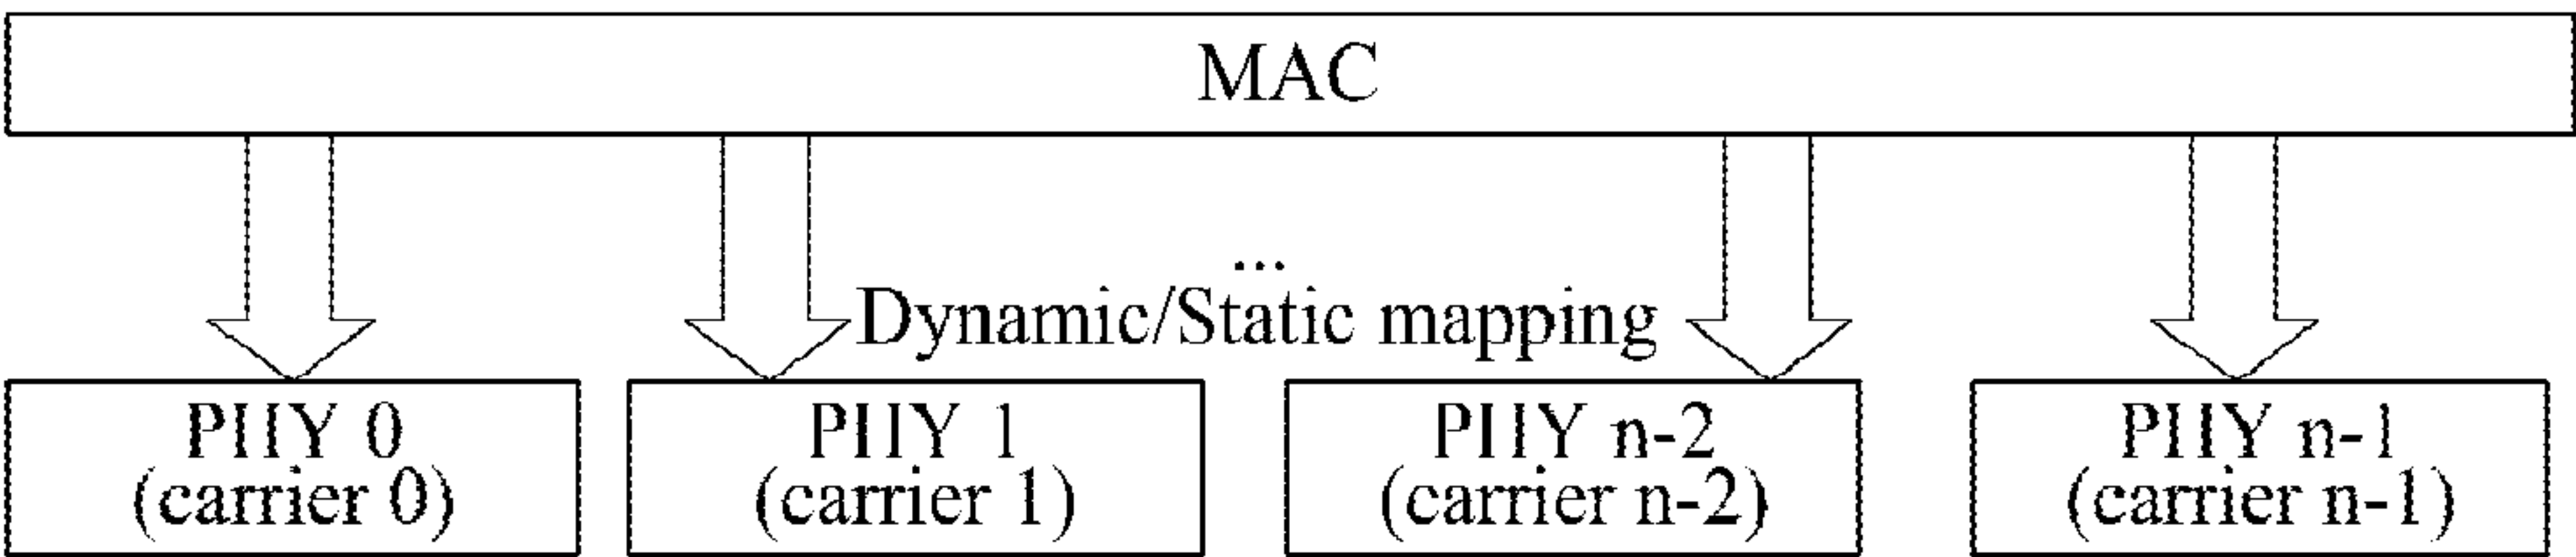 MAC
...
Dynamic/Static mapping
PHY 0
(carrier 0)
PHY 1
(carrier 1)
PHY n-2
(carrier n-2)
PHY n-1
(carrier n-1)